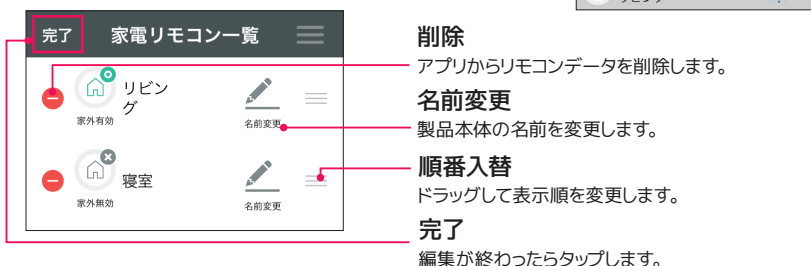 完了
家電リモコン一覧
リビン
グ
家外有効
名前変更
寝室
家外無効
名前変更
削除
アプリからリモコンデータを削除します。
名前変更
製品本体の名前を変更します。
順番入替
ドラッグして表示順を変更します。
完了
編集が終わったらタップします。